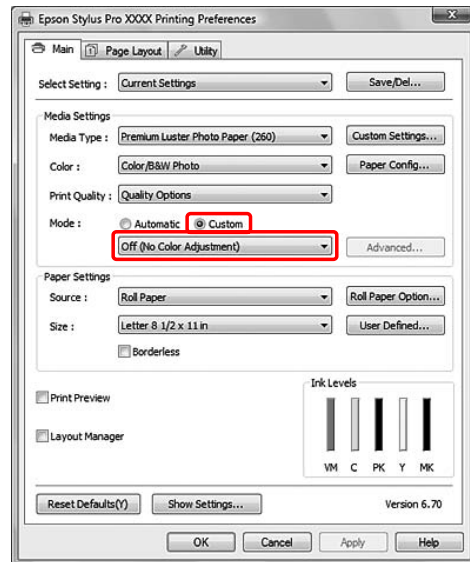 Epson Stylus Pro XXXX Printing Preferences
Main Page Layout Utility
Select Setting : Current Settings Save/Del...
Media Settings
Media Type : Premium Luster Photo Paper (260) Custom Settings...
Color : Color/B&W Photo Paper Config...
Print Quality : Quality Options
Mode : Automatic Custom
Off (No Color Adjustment) Advanced...
Paper Settings
Source : Roll Paper Roll Paper Option...
Size : Letter 8 1/2 x 11 in User Defined...
Borderless
Ink Levels
Print Preview
Layout Manager
VM C PK Y MK
Reset Defaults(Y) Show Settings... Version 6.70
OK Cancel Apply Help